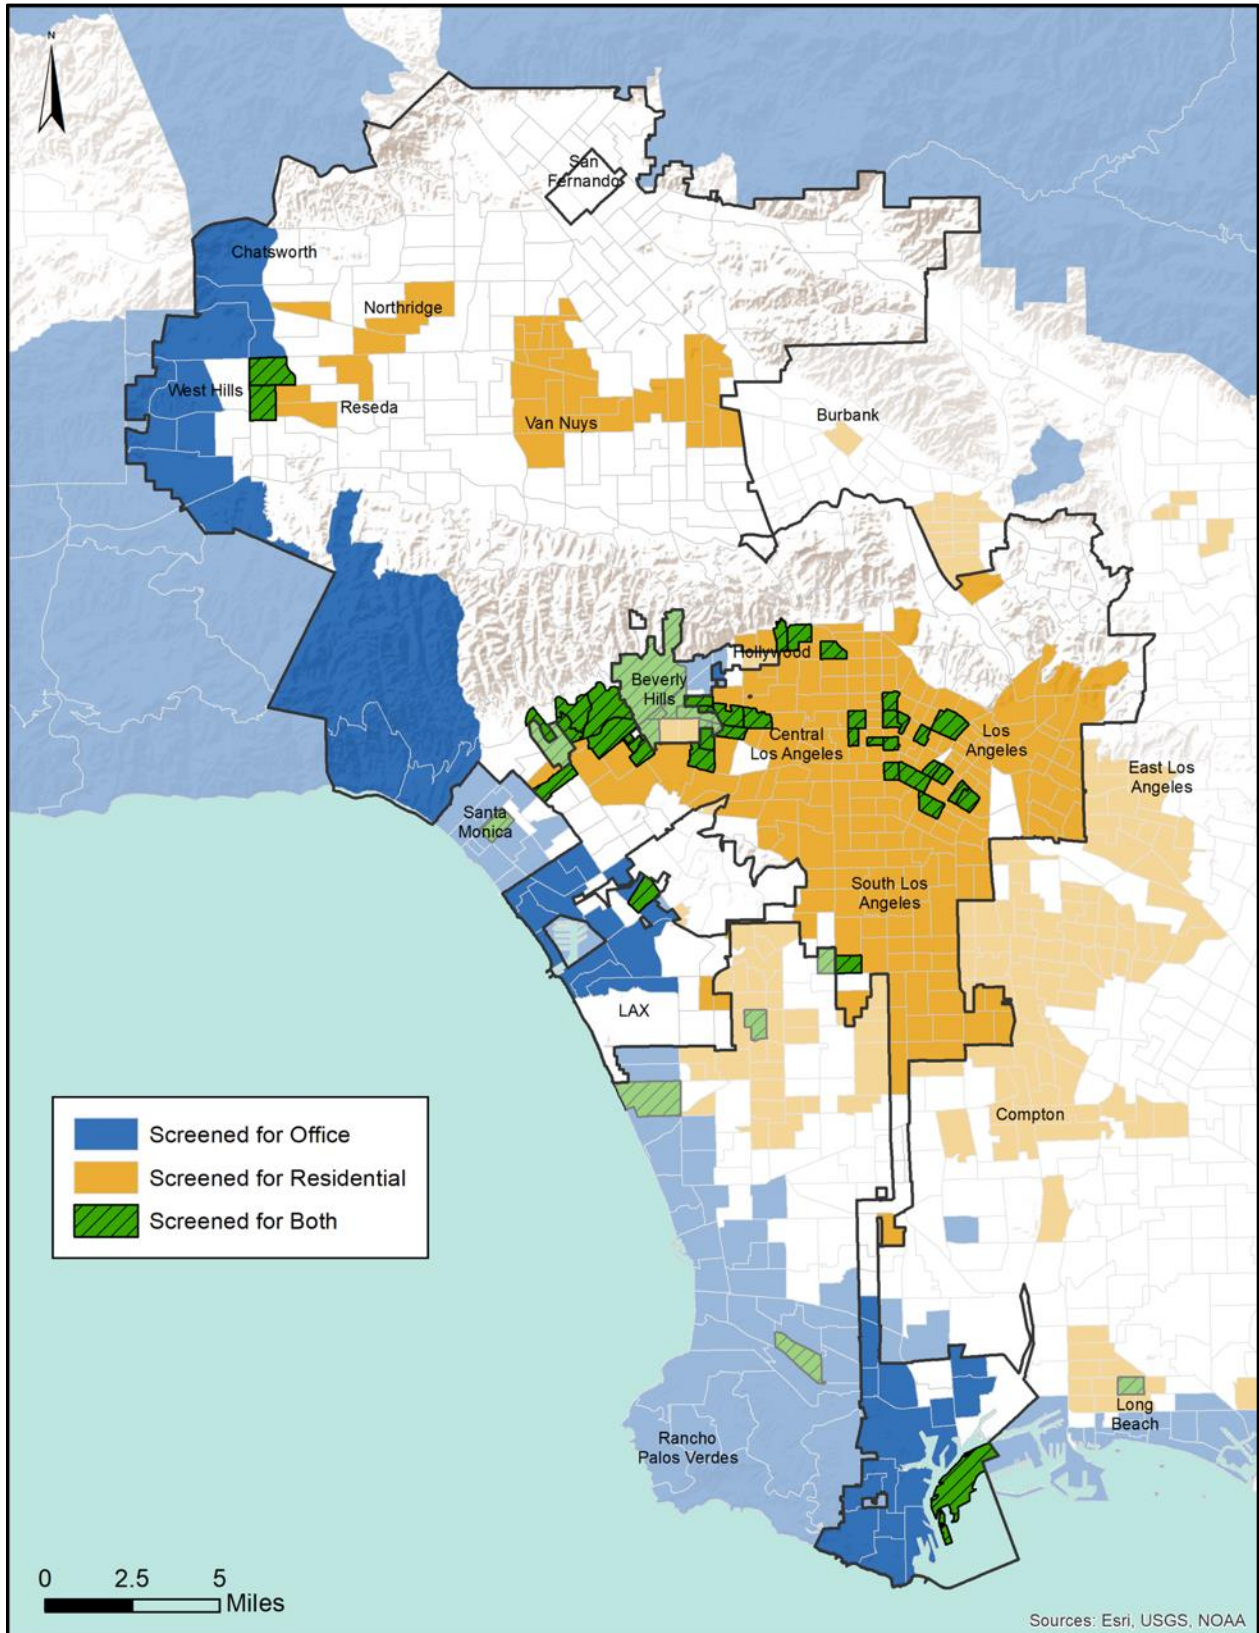 N
San
Fernando
Chatsworth
Northridge
West Hills
Reseda
Van Nuys
Burbank
Hollywood
Beverly
Hills
Central
Los Angeles
Los
Angeles
East Los
Angeles
Santa
Monica
South Los
Angeles
LAX
Compton
Screened for Office
Screened for Residential
Screened for Both
Long
Beach
Rancho
Palos Verdes
0 2.5 5
Miles
Sources: Esri, USGS, NOAA